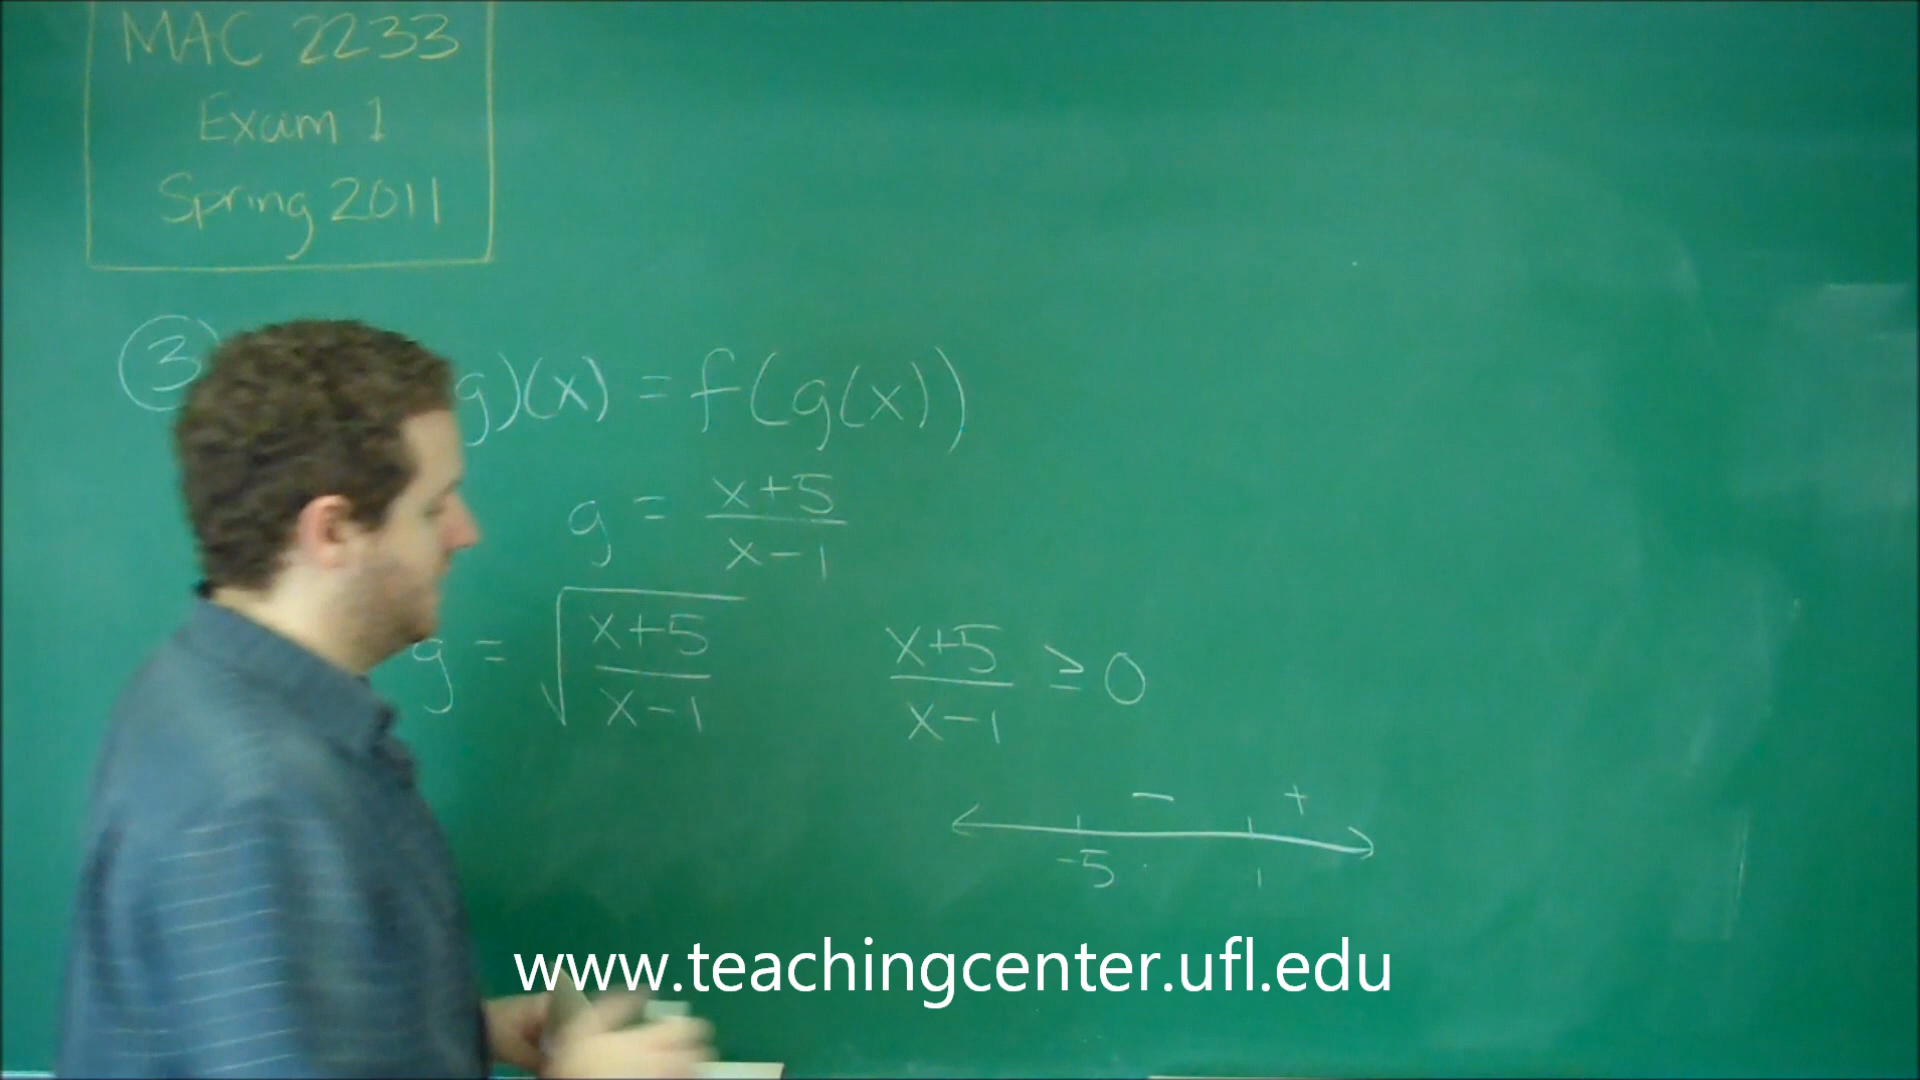 MAC 2233
Exam 1
Spring 2011
3
g)(x) = f(g(x))
g = x+5 / x-1
g = √ x+5 / x-1
x+5 / x-1 ≥ 0
- +
-5 1
www.teachingcenter.ufl.edu